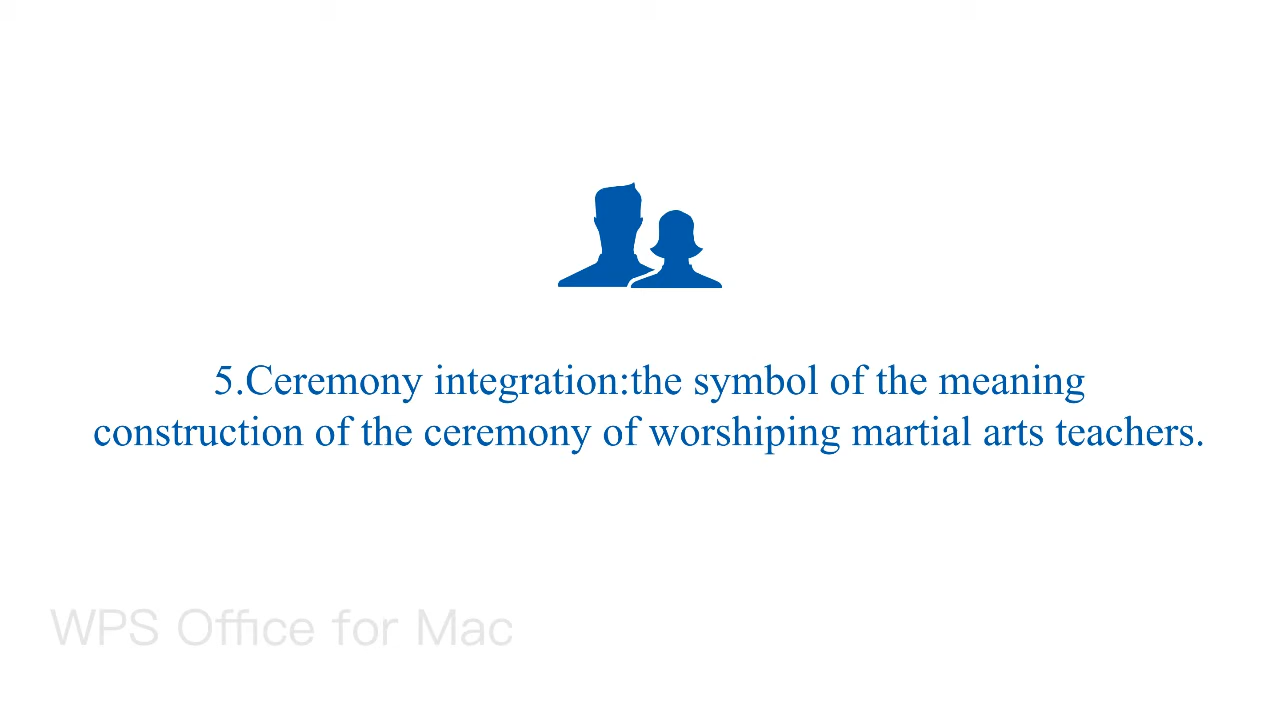 5.Ceremony integration:the symbol of the meaning
construction of the ceremony of worshiping martial arts teachers.
WPS Office for Mac